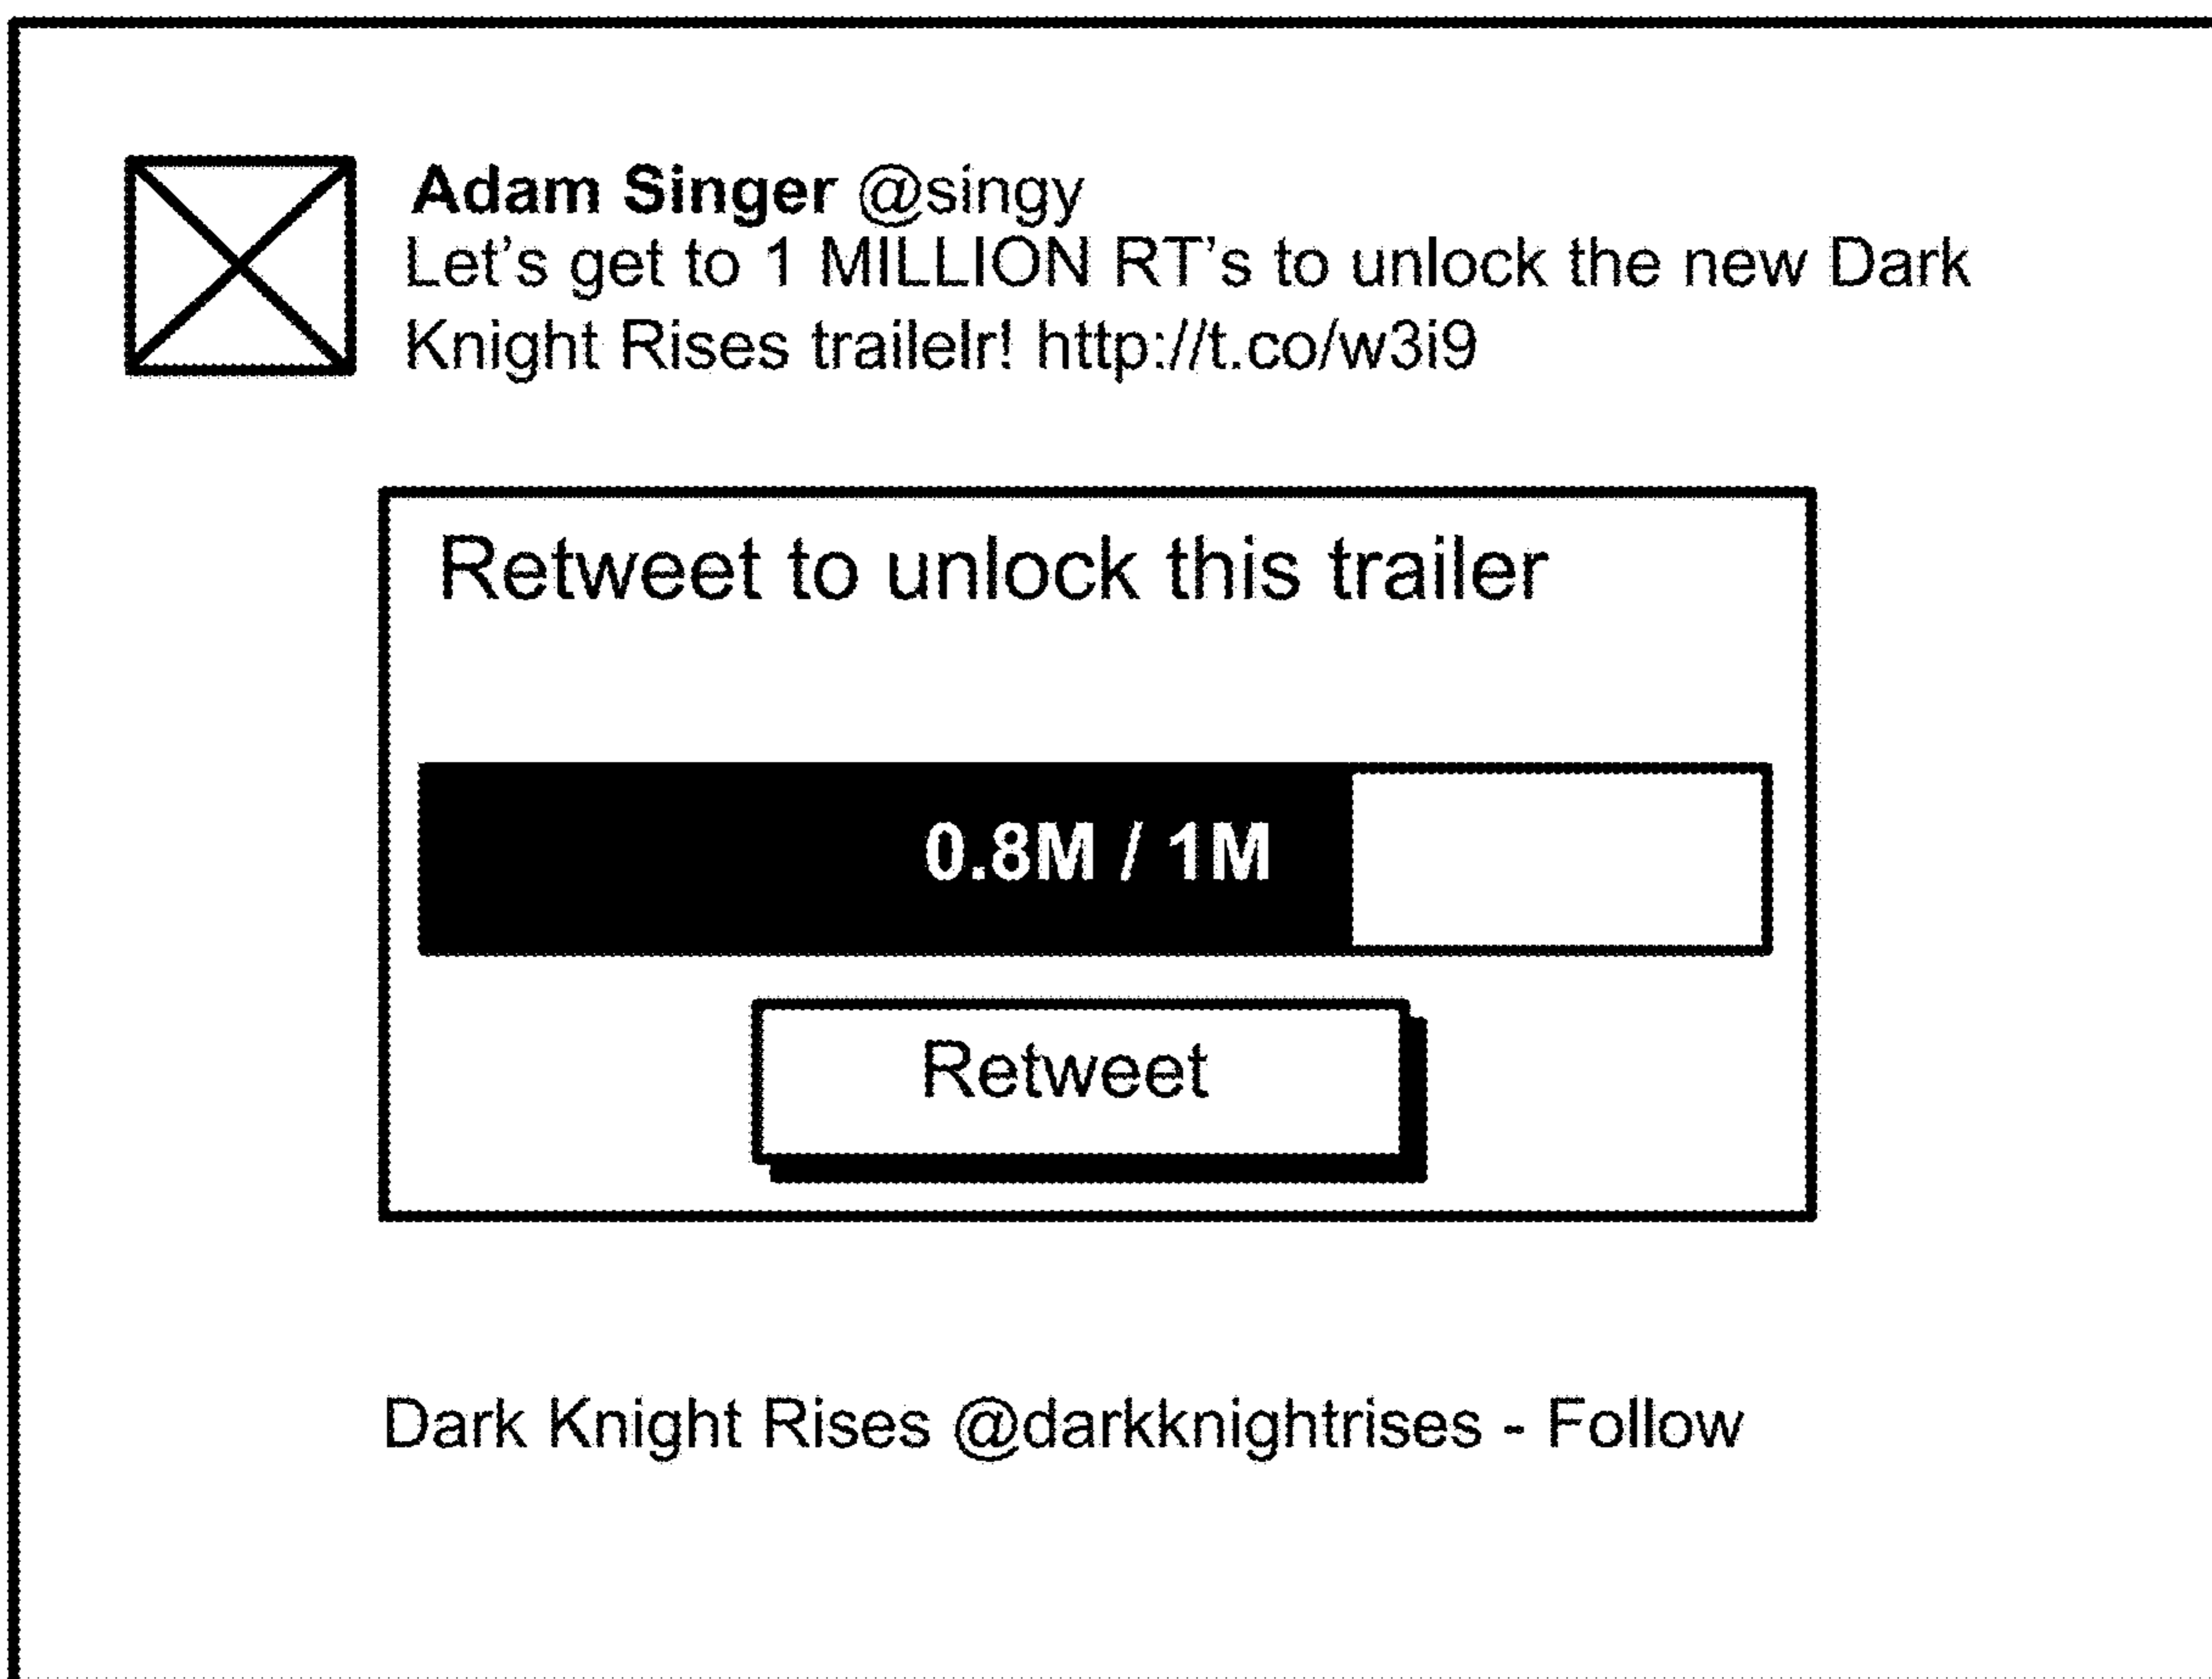 Adam Singer @singy
Let's get to 1 MILLION RT's to unlock the new Dark
Knight Rises trailelr! http://t.co/w3i9
Retweet to unlock this trailer
0.8M / 1M
Retweet
Dark Knight Rises @darkknightrises - Follow